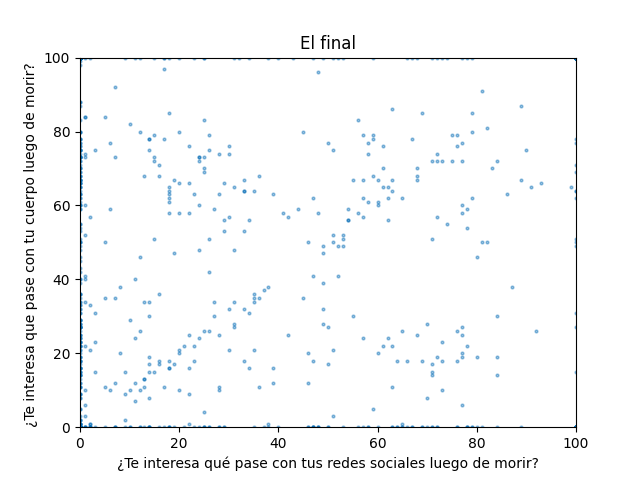 El final
¿Te interesa que pase con tu cuerpo luego de morir?
100
80
60
40
20
0
0 20 40 60 80 100
¿Te interesa qué pase con tus redes sociales luego de morir?